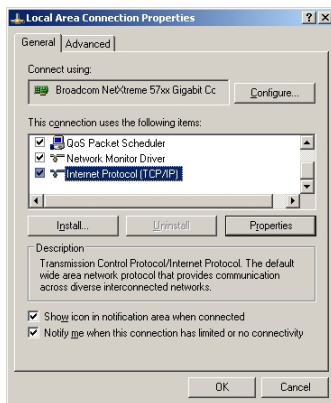 Local Area Connection Properties
General Advanced
Connect using:
Broadcom NetXtreme 57xx Gigabit Cc
Configure...
This connection uses the following items:
QoS Packet Scheduler
Network Monitor Driver
Internet Protocol (TCP/IP)
Install... Uninstall Properties
Description
Transmission Control Protocol/Internet Protocol. The default
wide area network protocol that provides communication
across diverse interconnected networks.
Show icon in notification area when connected
Notify me when this connection has limited or no connectivity
OK Cancel